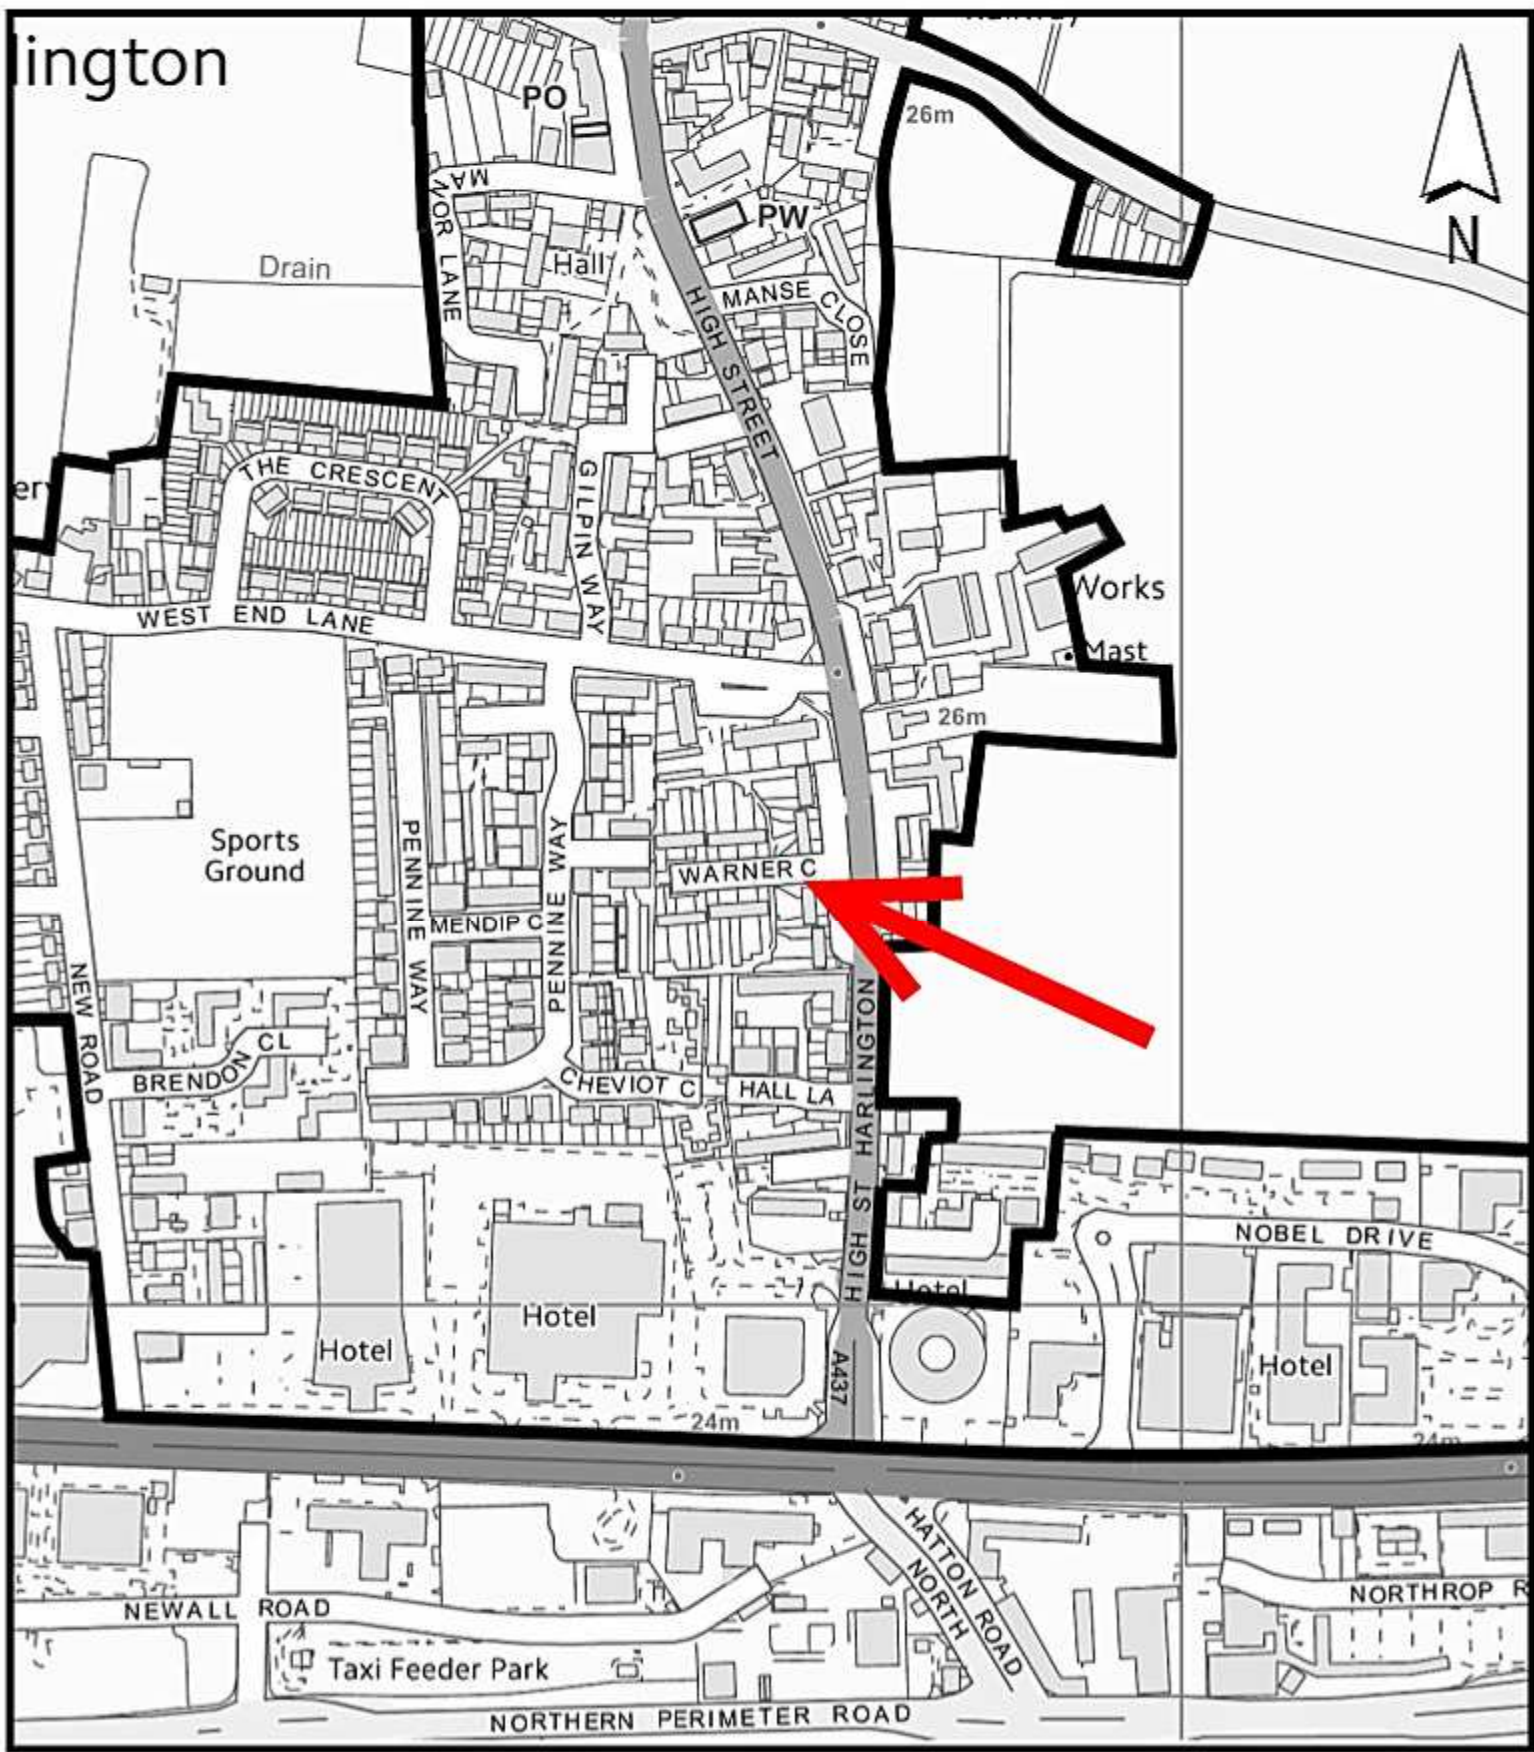 lington
PO
26m
N
MANOR LANE
PW
Hall
Drain
MANSE CLOSE
HIGH STREET
THE CRESCENT
GILPIN WAY
Works
WEST END LANE
Mast
26m
Sports
Ground
PENNINE WAY
PENNINE WAY
WARNER C
MENDIP C
NEW ROAD
BRENDON CL
CHEVIOT C
HALL LA
HIGH ST HARLINGTON
NOBEL DRIVE
Hotel
Hotel
Hotel
Hotel
A437
24m
24m
HATTON ROAD
NORTH
NEWALL ROAD
NORTHROP R
Taxi Feeder Park
NORTHERN PERIMETER ROAD